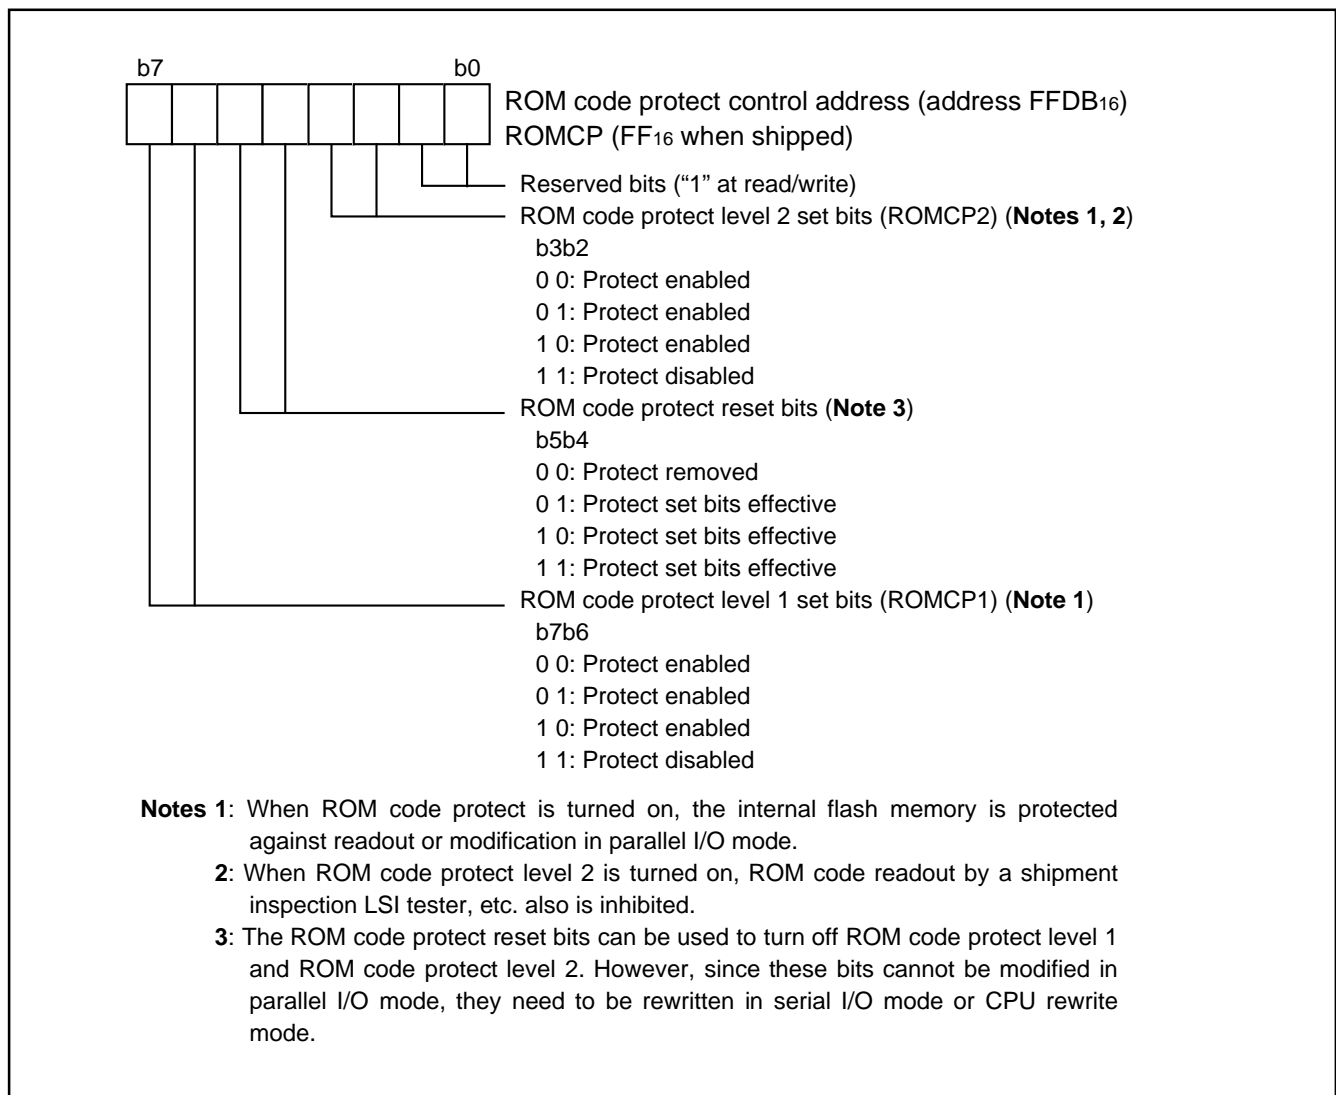 b7 b0
ROM code protect control address (address FFDB16)
ROMCP (FF16 when shipped)
Reserved bits (“1” at read/write)
ROM code protect level 2 set bits (ROMCP2) (Notes 1, 2)
b3b2
0 0: Protect enabled
0 1: Protect enabled
1 0: Protect enabled
1 1: Protect disabled
ROM code protect reset bits (Note 3)
b5b4
0 0: Protect removed
0 1: Protect set bits effective
1 0: Protect set bits effective
1 1: Protect set bits effective
ROM code protect level 1 set bits (ROMCP1) (Note 1)
b7b6
0 0: Protect enabled
0 1: Protect enabled
1 0: Protect enabled
1 1: Protect disabled
Notes 1: When ROM code protect is turned on, the internal flash memory is protected
against readout or modification in parallel I/O mode.
2: When ROM code protect level 2 is turned on, ROM code readout by a shipment
inspection LSI tester, etc. also is inhibited.
3: The ROM code protect reset bits can be used to turn off ROM code protect level 1
and ROM code protect level 2. However, since these bits cannot be modified in
parallel I/O mode, they need to be rewritten in serial I/O mode or CPU rewrite
mode.